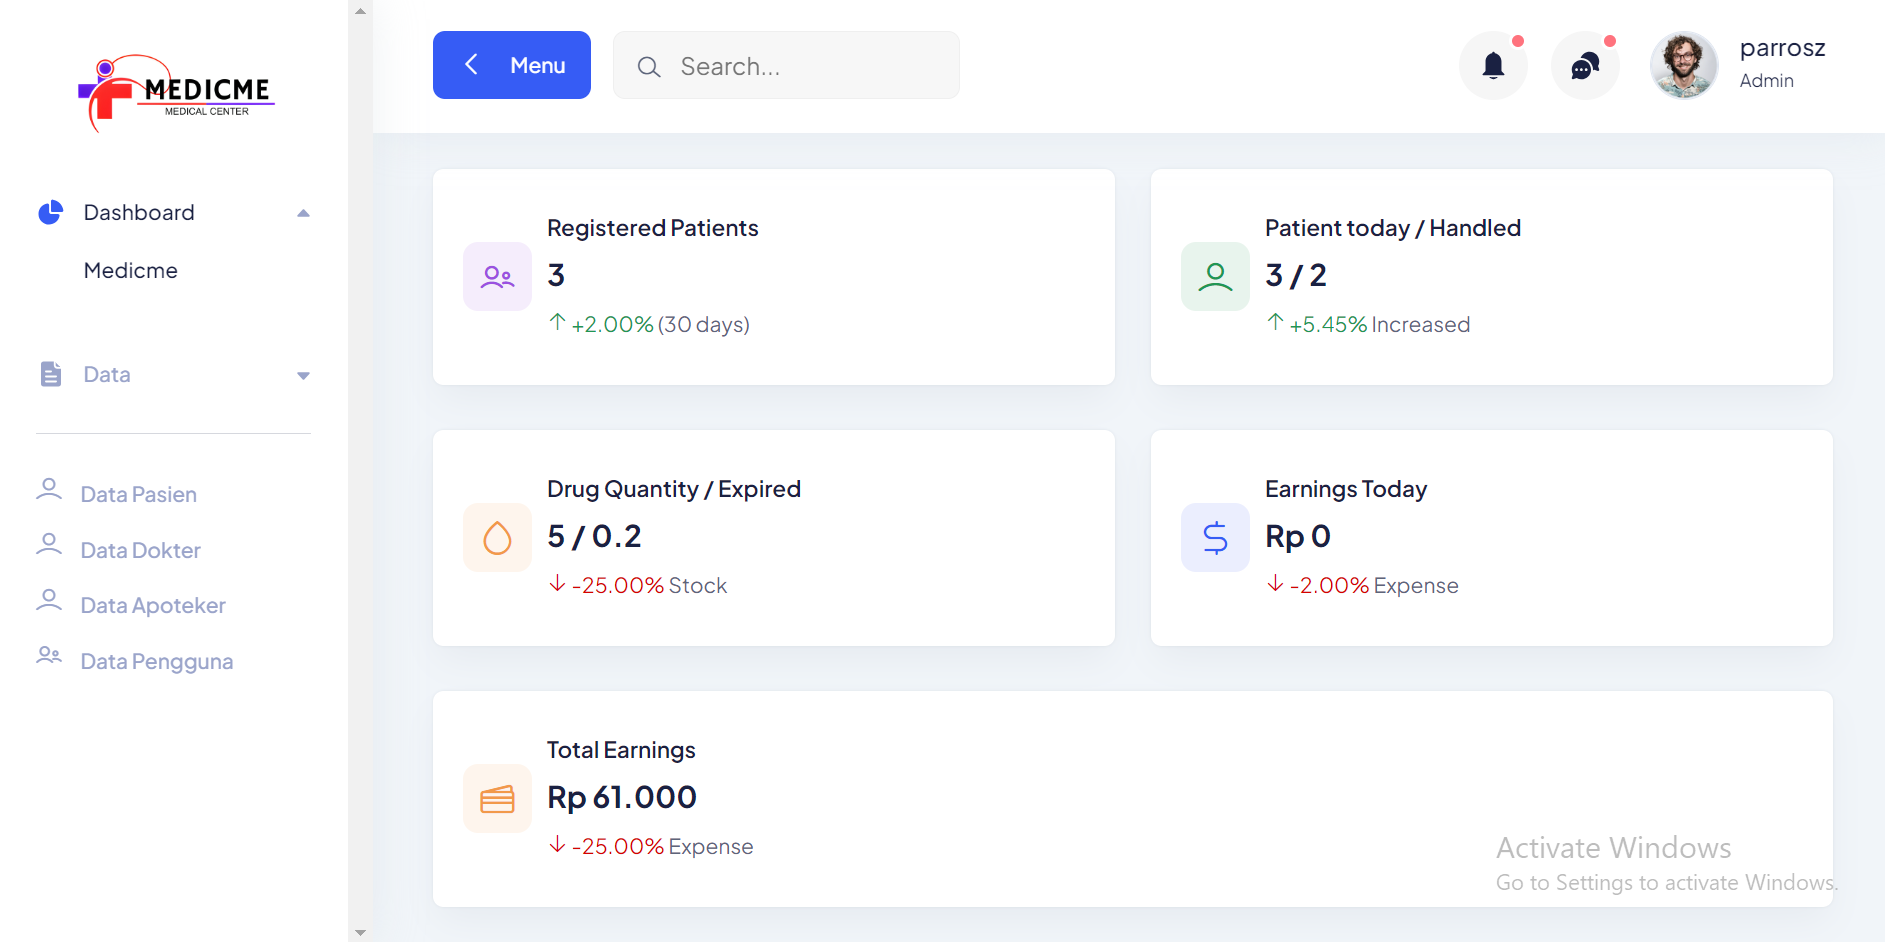 MEDICME
MEDICAL CENTER
Dashboard
Medicme
Data
Data Pasien
Data Dokter
Data Apoteker
Data Pengguna
Menu
Search...
parrosz
Admin
Registered Patients
3
+2.00% (30 days)
Patient today / Handled
3 / 2
+5.45% Increased
Drug Quantity / Expired
5 / 0.2
-25.00% Stock
Earnings Today
Rp 0
-2.00% Expense
Total Earnings
Rp 61.000
-25.00% Expense
Activate Windows
Go to Settings to activate Windows.